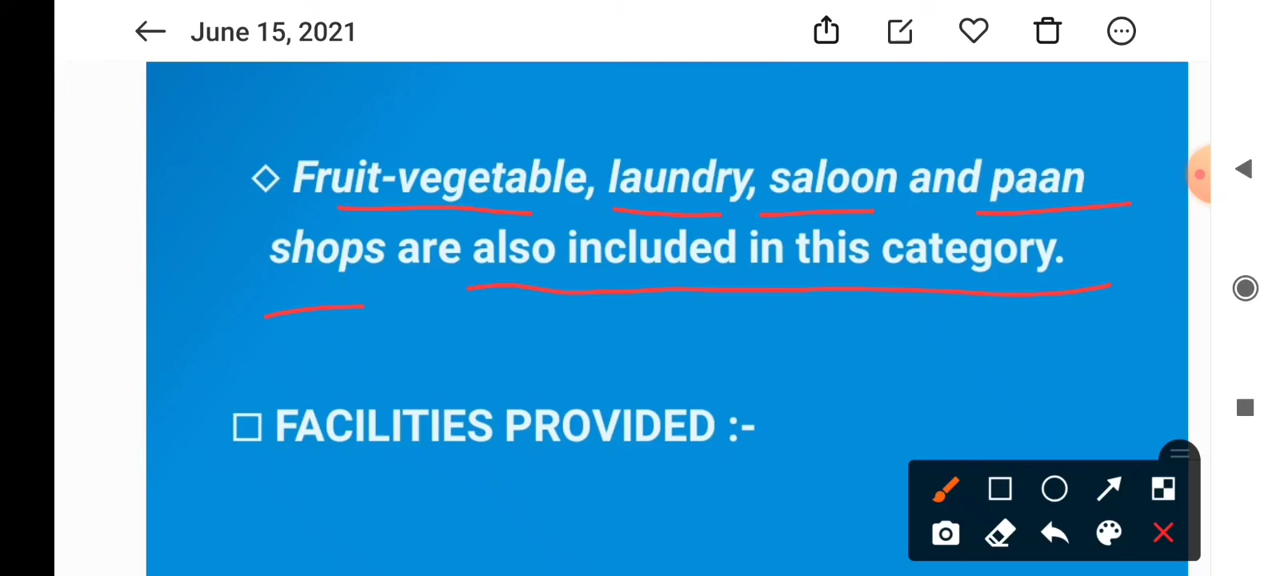 June 15, 2021
◇ Fruit-vegetable, laundry, saloon and paan
shops are also included in this category.
□ FACILITIES PROVIDED :-